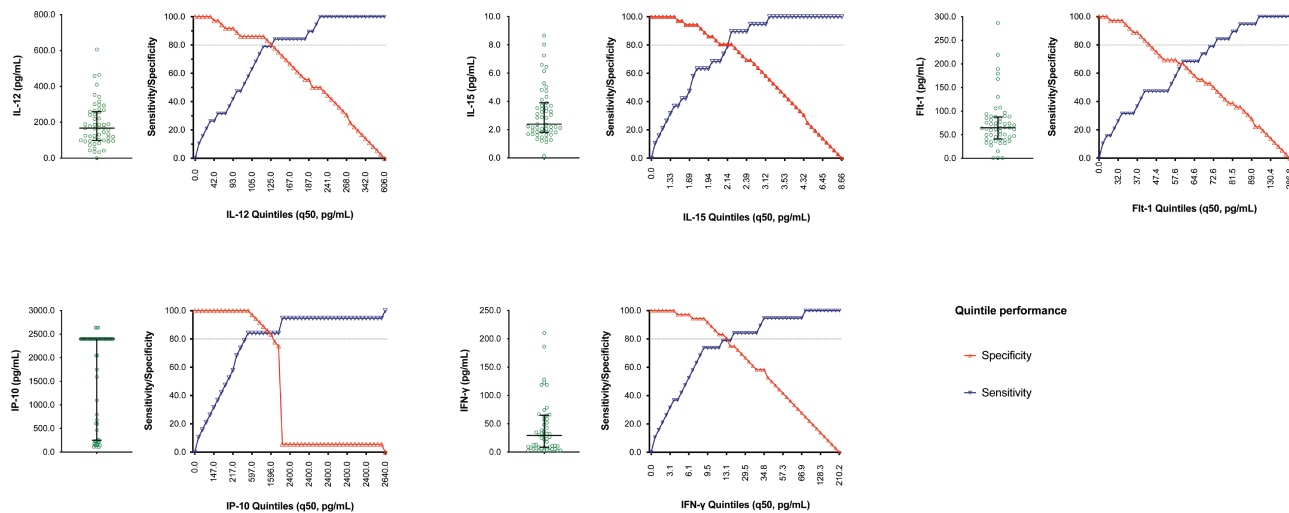 IL-12 (pg/mL)
800.0
600.0
400.0
200.0
0.0
Sensitivity/Specificity
100.0
80.0
60.0
40.0
20.0
0.0
0.0 42.0 93.0 105.0 125.0 167.0 187.0 241.0 268.0 342.0 608.0
IL-12 Quintiles (q50, pg/mL)
IL-15 (pg/mL)
10.0
8.0
6.0
4.0
2.0
0.0
Sensitivity/Specificity
100.0
80.0
60.0
40.0
20.0
0.0
0.0 1.33 1.69 1.94 2.14 2.39 3.12 3.53 4.32 6.45 8.66
IL-15 Quintiles (q50, pg/mL)
Flt-1 (pg/mL)
300.0
250.0
200.0
150.0
100.0
50.0
0.0
Sensitivity/Specificity
100.0
80.0
60.0
40.0
20.0
0.0
0.0 32.0 37.0 47.4 57.6 64.6 72.6 81.5 89.0 130.4
Flt-1 Quintiles (q50, pg/mL)
IP-10 (pg/mL)
3000.0
2500.0
2000.0
1500.0
1000.0
500.0
0.0
Sensitivity/Specificity
100.0
80.0
60.0
40.0
20.0
0.0
0.0 147.0 217.0 597.0 1596.0 2400.0 2400.0 2400.0 2400.0 2400.0 2640.0
IP-10 Quintiles (q50, pg/mL)
IFN-γ (pg/mL)
250.0
200.0
150.0
100.0
50.0
0.0
Sensitivity/Specificity
100.0
80.0
60.0
40.0
20.0
0.0
0.0 3.1 6.1 9.5 13.1 29.5 34.8 57.3 66.9 128.3 210.2
IFN-γ Quintiles (q50, pg/mL)
Quintile performance
Specificity
Sensitivity